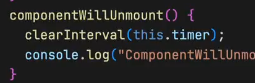 componentWillUnmount() {
clearInterval(this.timer);
console.log("ComponentWillUnmo
}